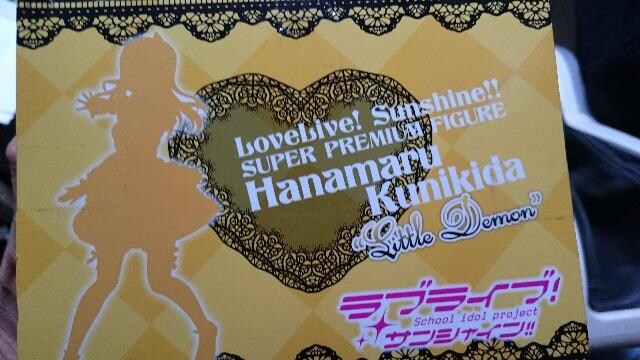 LoveLive! Sunshine!!
SUPER PREMIUM FIGURE
Hanamaru
Kunikida
“Little Demon”
ラブライブ!
School idol project
サンシャイン!!